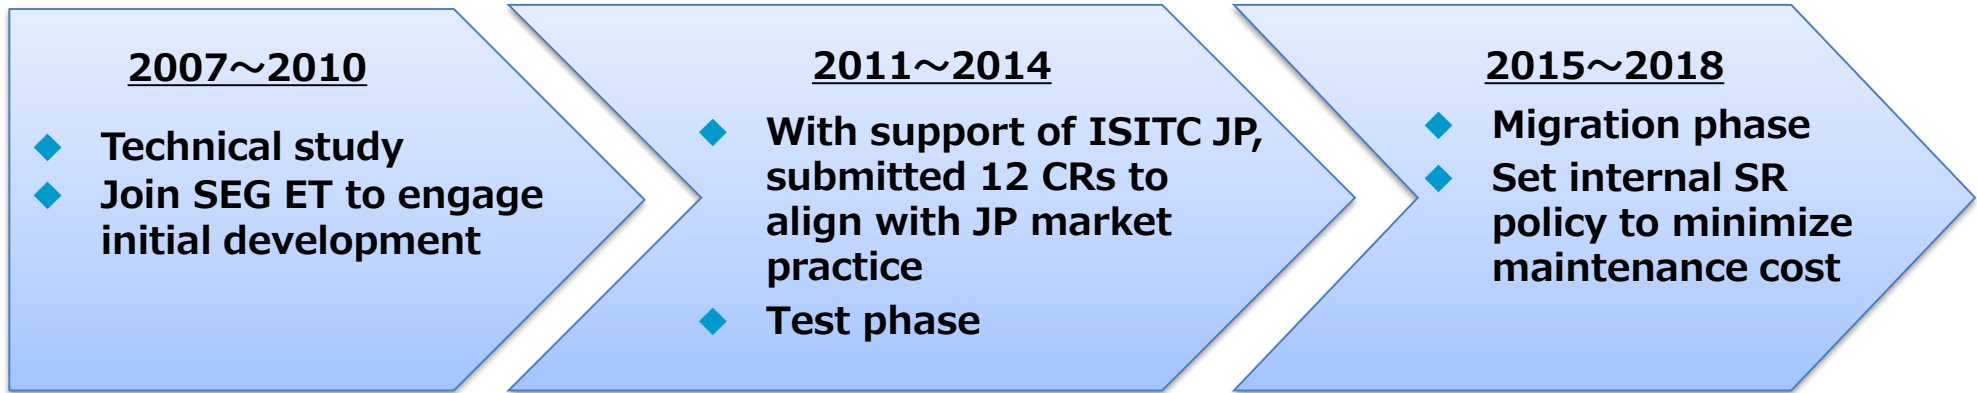 2007～2010
◆ Technical study
◆ Join SEG ET to engage
initial development
2011～2014
◆ With support of ISITC JP,
submitted 12 CRs to
align with JP market
practice
◆ Test phase
2015～2018
◆ Migration phase
◆ Set internal SR
policy to minimize
maintenance cost